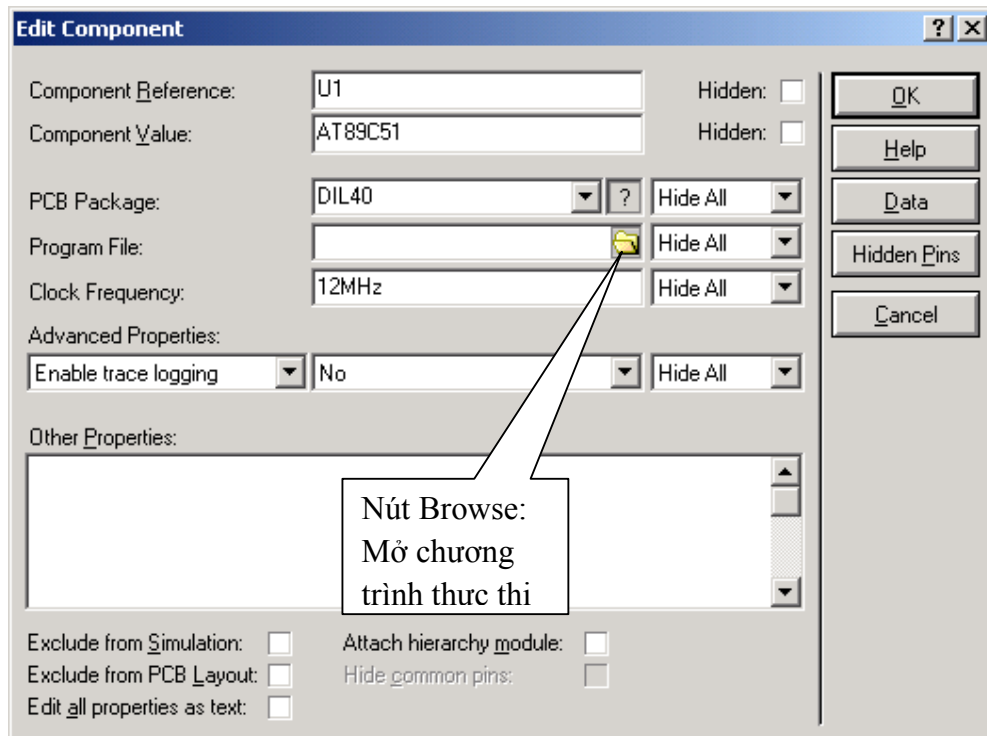 Edit Component
Component Reference: U1 Hidden:
Component Value: AT89C51 Hidden:
PCB Package: DIL40 ? Hide All
Program File: Hide All
Clock Frequency: 12MHz Hide All
Advanced Properties:
Enable trace logging No Hide All
Other Properties:
Nút Browse:
Mở chương
trình thưc thi
Exclude from Simulation: Attach hierarchy module:
Exclude from PCB Layout: Hide common pins:
Edit all properties as text:
OK
Help
Data
Hidden Pins
Cancel